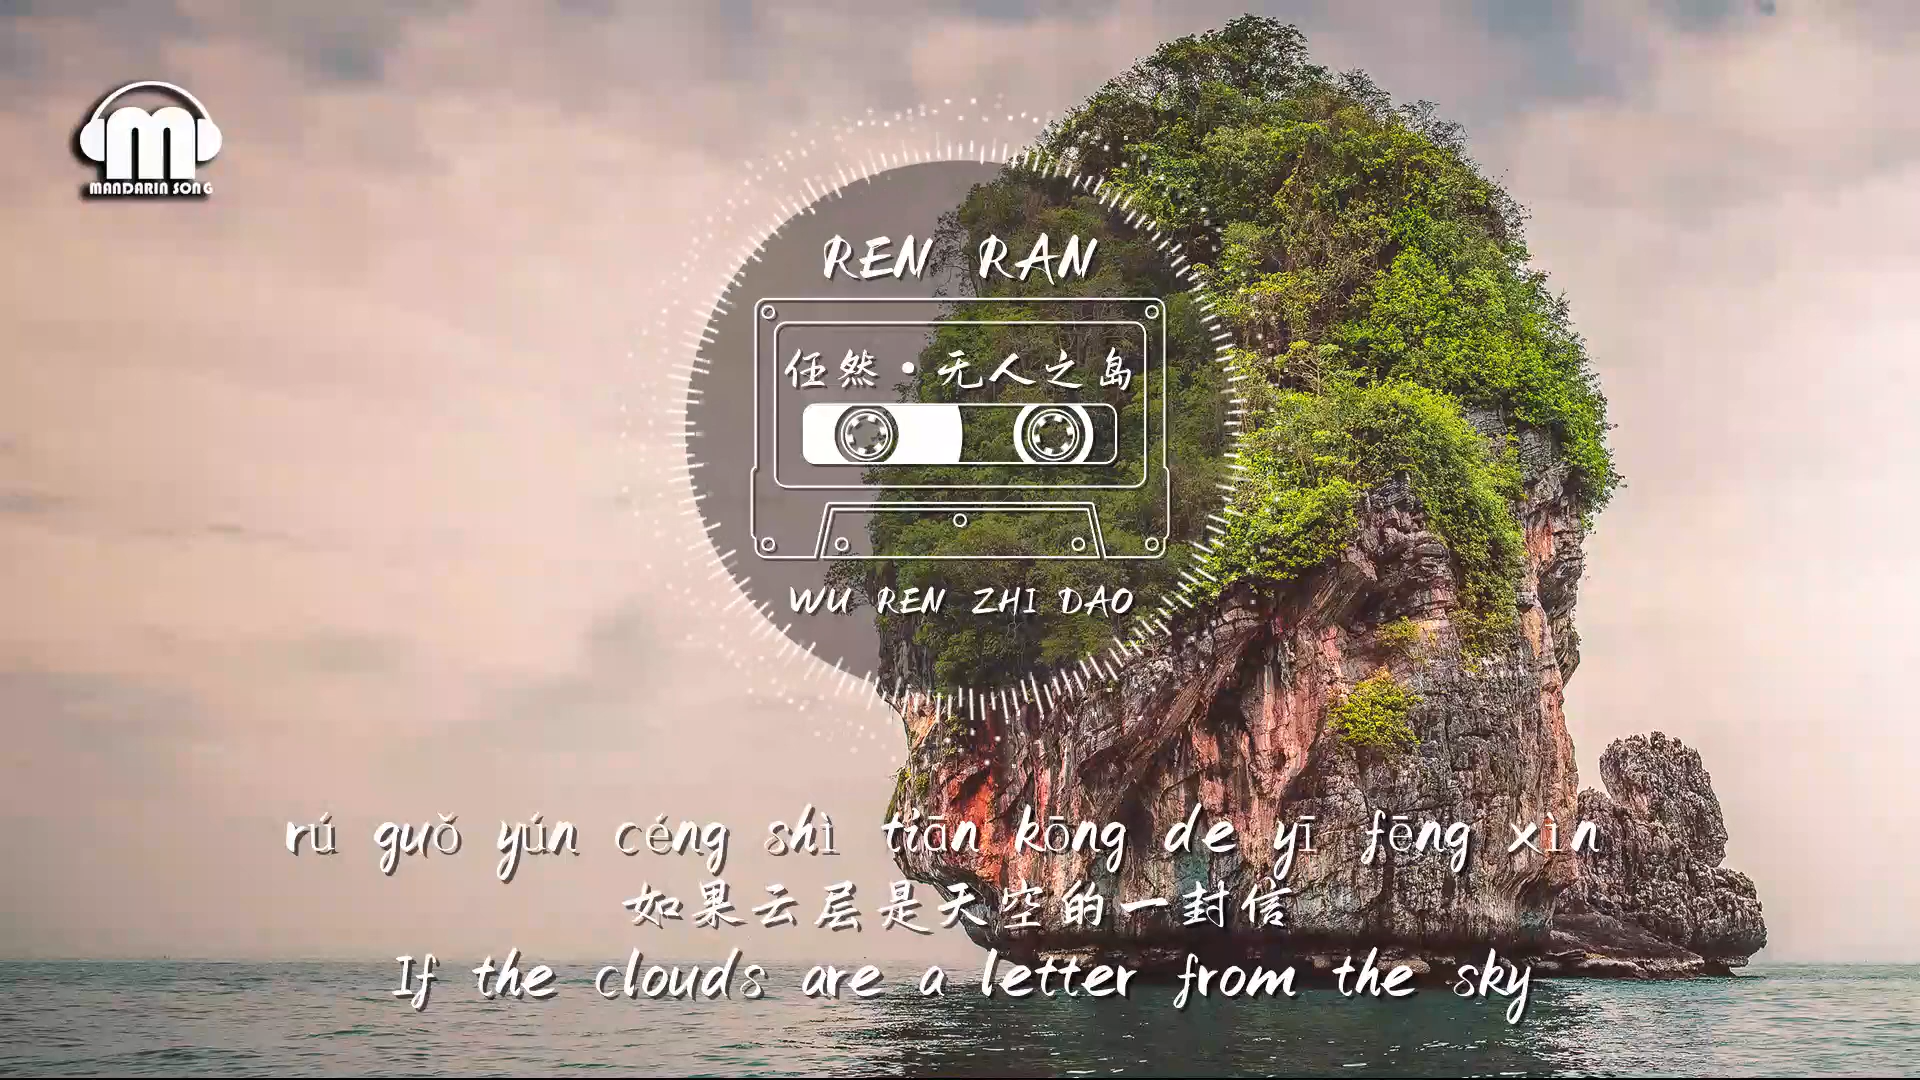 MANDARIN SONG
REN RAN
任然·无人之岛
WU REN ZHI DAO
rú guǒ yún céng shì tiān kōng de yī fēng xìn
如果云层是天空的一封信
If the clouds are a letter from the sky